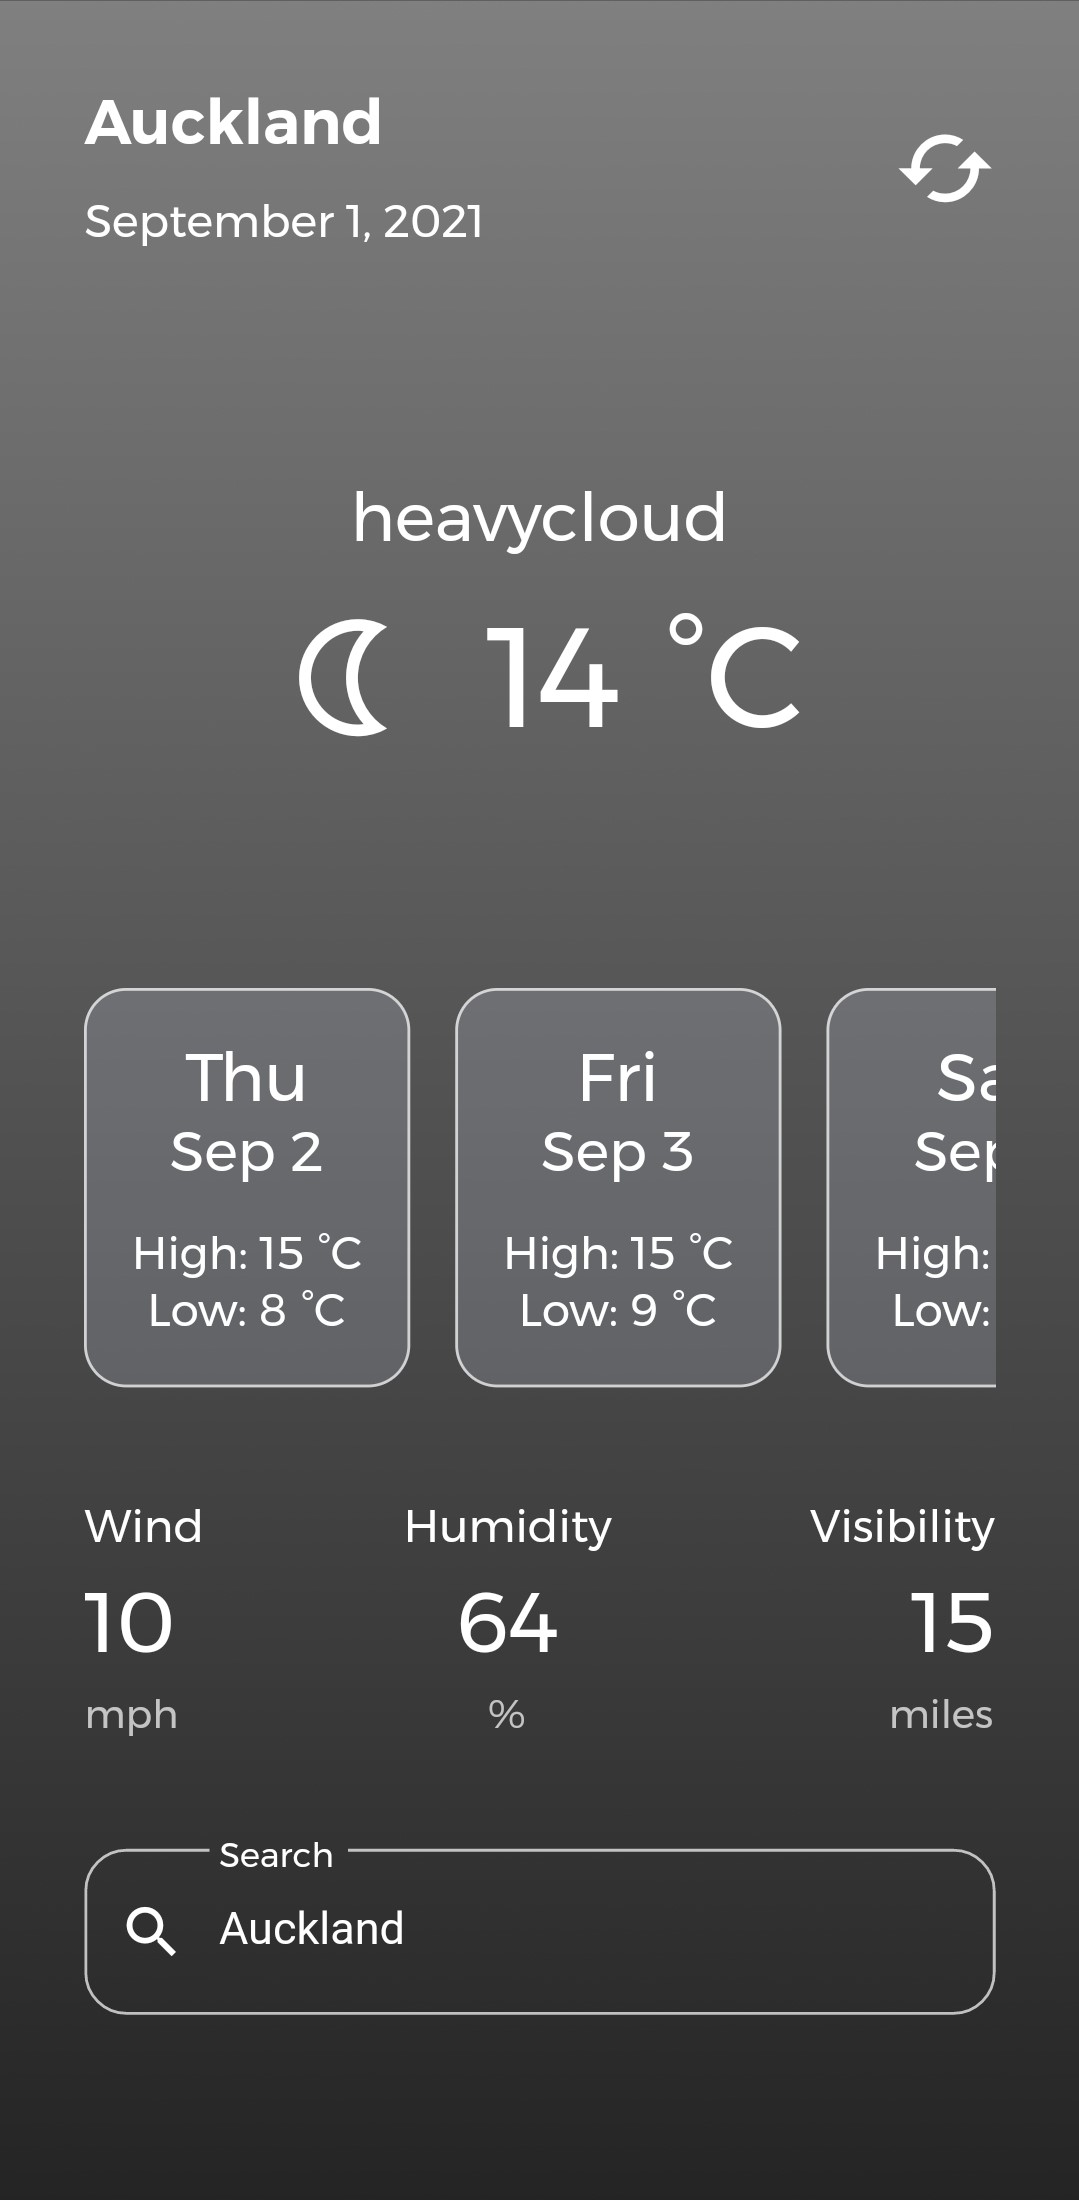 Auckland
September 1, 2021
heavycloud
14 °C
Thu
Sep 2
High: 15 °C
Low: 8 °C
Fri
Sep 3
High: 15 °C
Low: 9 °C
Sep
High:
Low:
Wind
10
mph
Humidity
64
%
Visibility
15
miles
Search
Auckland